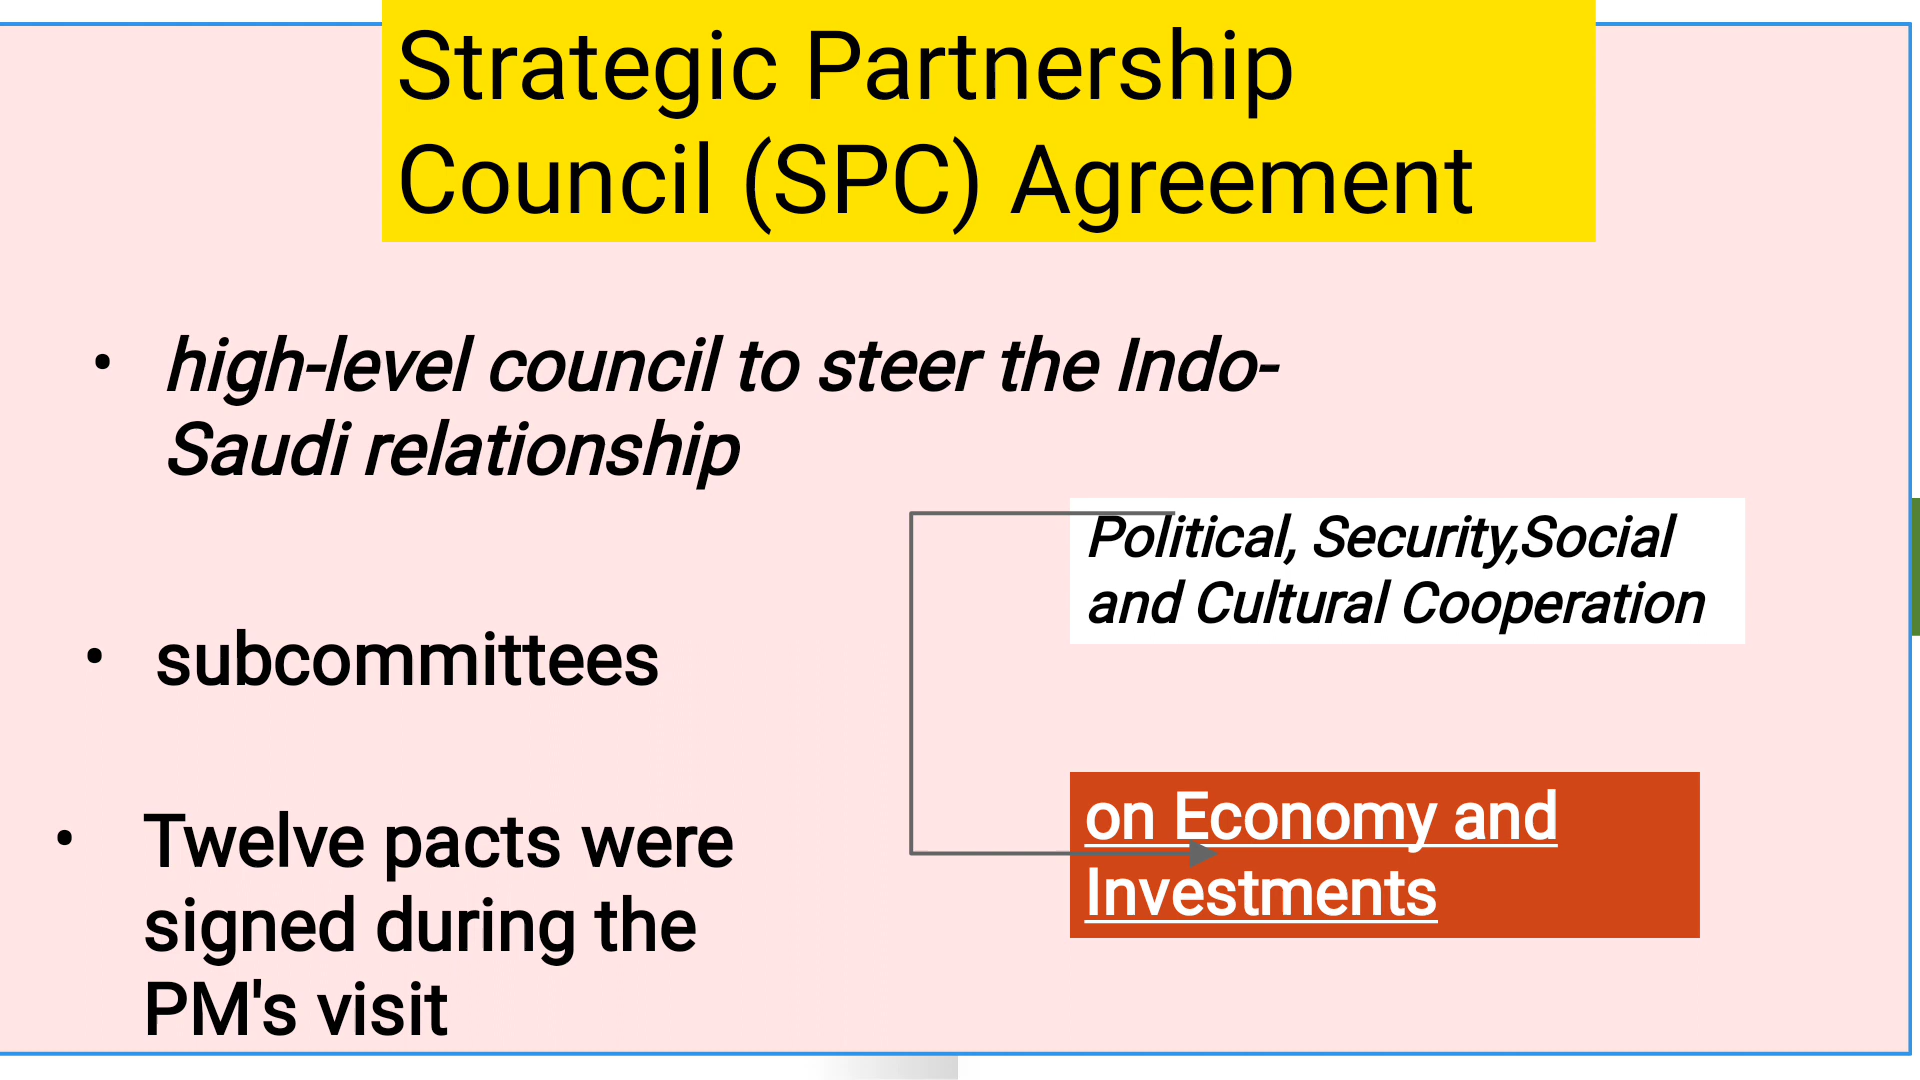 Strategic Partnership
Council (SPC) Agreement
• high-level council to steer the Indo-
Saudi relationship
Political, Security,Social
and Cultural Cooperation
• subcommittees
on Economy and
Investments
• Twelve pacts were
signed during the
PM's visit